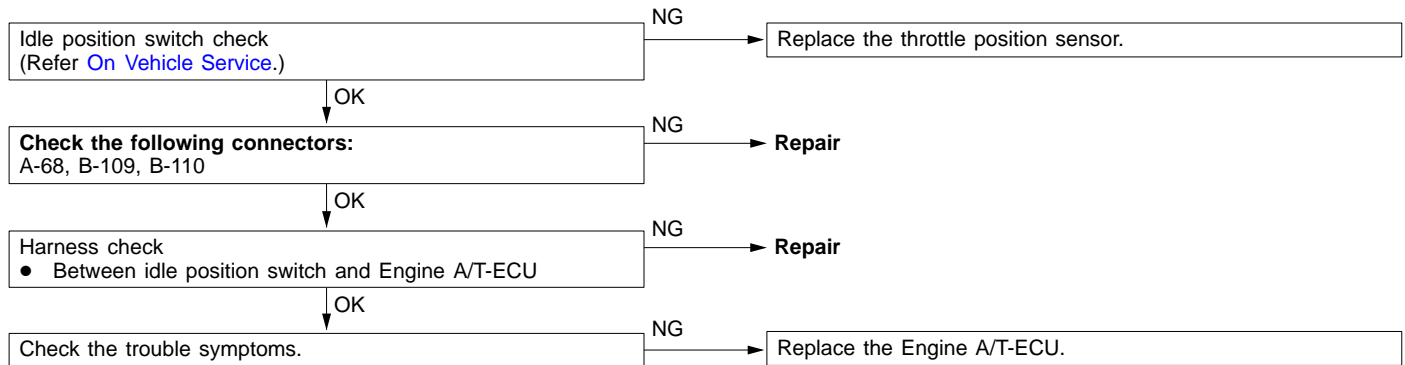 NG
Idle position switch check
(Refer On Vehicle Service.)
Replace the throttle position sensor.
OK
NG
Check the following connectors:
A-68, B-109, B-110
Repair
OK
NG
Harness check
● Between idle position switch and Engine A/T-ECU
Repair
OK
NG
Check the trouble symptoms.
Replace the Engine A/T-ECU.